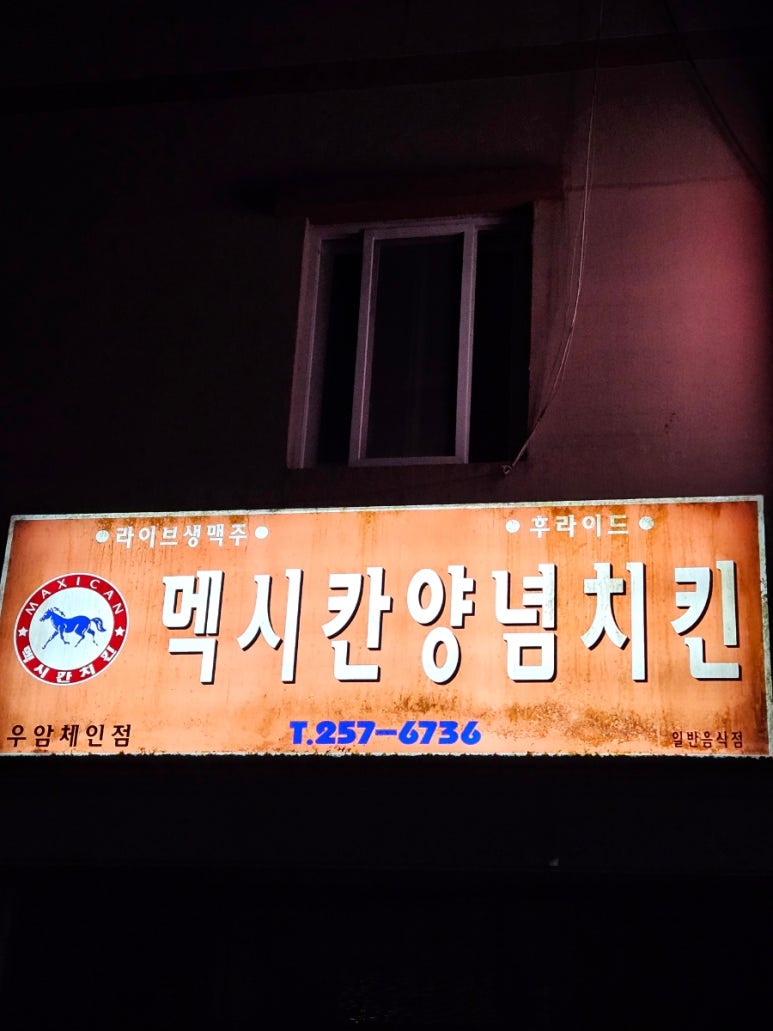 라이브생맥주
후라이드
MAXICAN
멕시칸치킨
멕시칸양념치킨
우암체인점
T.257-6736
일반음식점